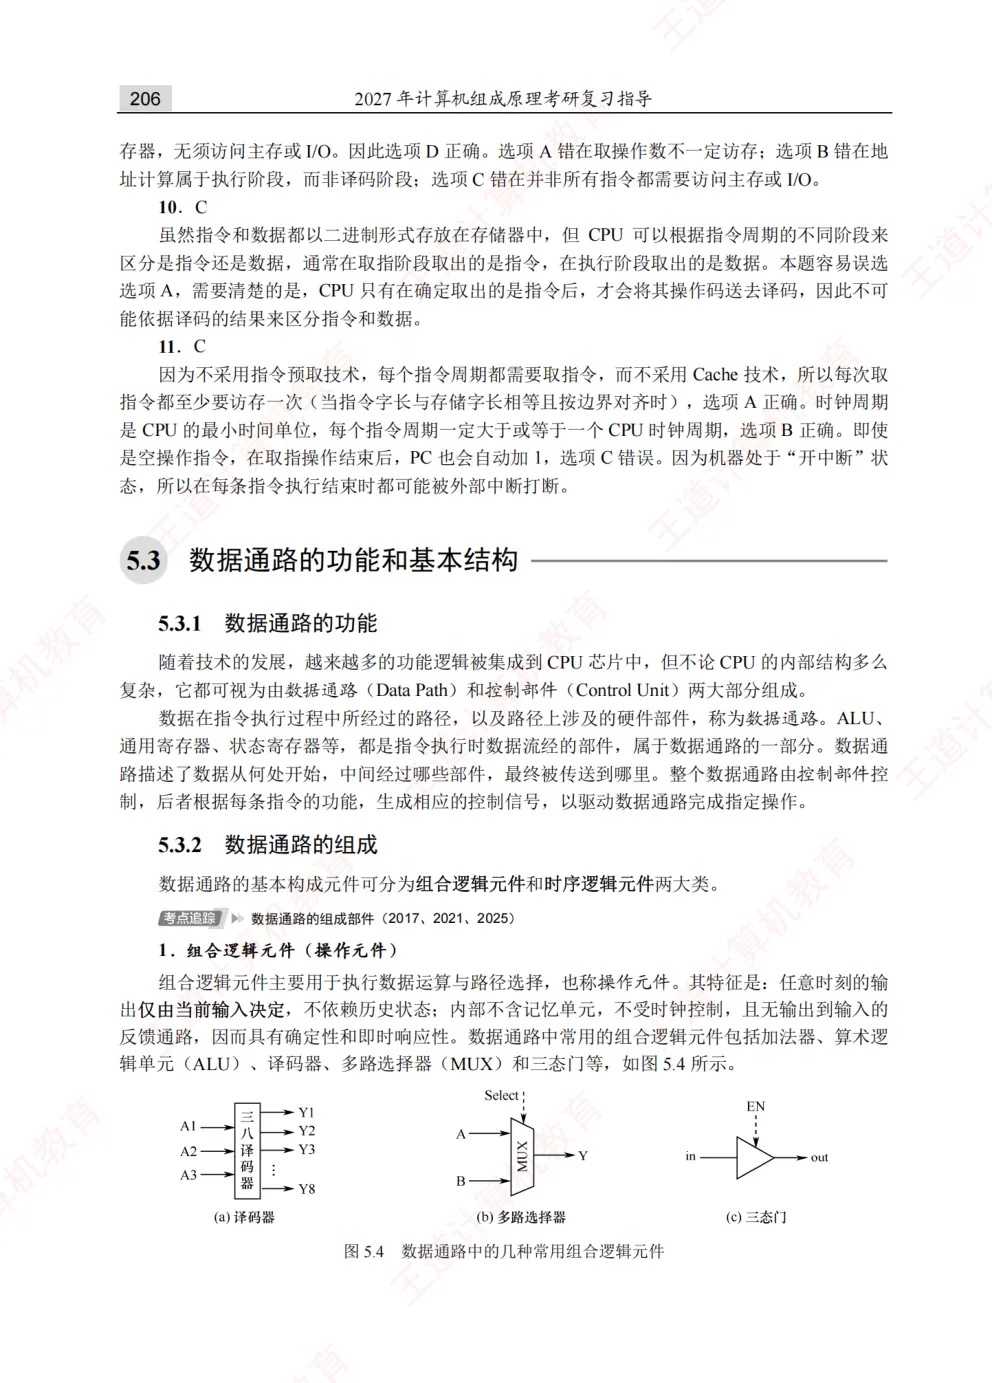 206
2027 年计算机组成原理考研复习指导
存器，无须访问主存或 I/O。因此选项 D 正确。选项 A 错在取操作数不一定访存；选项 B 错在地
址计算属于执行阶段，而非译码阶段；选项 C 错在并非所有指令都需要访问主存或 I/O。
10．C
虽然指令和数据都以二进制形式存放在存储器中，但 CPU 可以根据指令周期的不同阶段来
区分是指令还是数据，通常在取指阶段取出的是指令，在执行阶段取出的是数据。本题容易误选
选项 A，需要清楚的是，CPU 只有在确定取出的是指令后，才会将其操作码送去译码，因此不可
能依据译码的结果来区分指令和数据。
11．C
因为不采用指令预取技术，每个指令周期都需要取指令，而不采用 Cache 技术，所以每次取
指令都至少要访存一次（当指令字长与存储字长相等且按边界对齐时），选项 A 正确。时钟周期
是 CPU 的最小时间单位，每个指令周期一定大于或等于一个 CPU 时钟周期，选项 B 正确。即使
是空操作指令，在取指操作结束后，PC 也会自动加 1，选项 C 错误。因为机器处于“开中断”状
态，所以在每条指令执行结束时都可能被外部中断打断。
5.3 数据通路的功能和基本结构
5.3.1 数据通路的功能
随着技术的发展，越来越多的功能逻辑被集成到 CPU 芯片中，但不论 CPU 的内部结构多么
复杂，它都可视为由数据通路（Data Path）和控制部件（Control Unit）两大部分组成。
数据在指令执行过程中所经过的路径，以及路径上涉及的硬件部件，称为数据通路。ALU、
通用寄存器、状态寄存器等，都是指令执行时数据流经的部件，属于数据通路的一部分。数据通
路描述了数据从何处开始，中间经过哪些部件，最终被传送到哪里。整个数据通路由控制部件控
制，后者根据每条指令的功能，生成相应的控制信号，以驱动数据通路完成指定操作。
5.3.2 数据通路的组成
数据通路的基本构成元件可分为组合逻辑元件和时序逻辑元件两大类。
考点追踪 数据通路的组成部件（2017、2021、2025）
1．组合逻辑元件（操作元件）
组合逻辑元件主要用于执行数据运算与路径选择，也称操作元件。其特征是：任意时刻的输
出仅由当前输入决定，不依赖历史状态；内部不含记忆单元，不受时钟控制，且无输出到输入的
反馈通路，因而具有确定性和即时响应性。数据通路中常用的组合逻辑元件包括加法器、算术逻
辑单元（ALU）、译码器、多路选择器（MUX）和三态门等，如图 5.4 所示。
A1
A2
A3
三八译码器
Y1
Y2
Y3
⋮
Y8
(a) 译码器
Select
A
B
MUX
Y
(b) 多路选择器
EN
in
out
(c) 三态门
图 5.4 数据通路中的几种常用组合逻辑元件
王道计算机教育